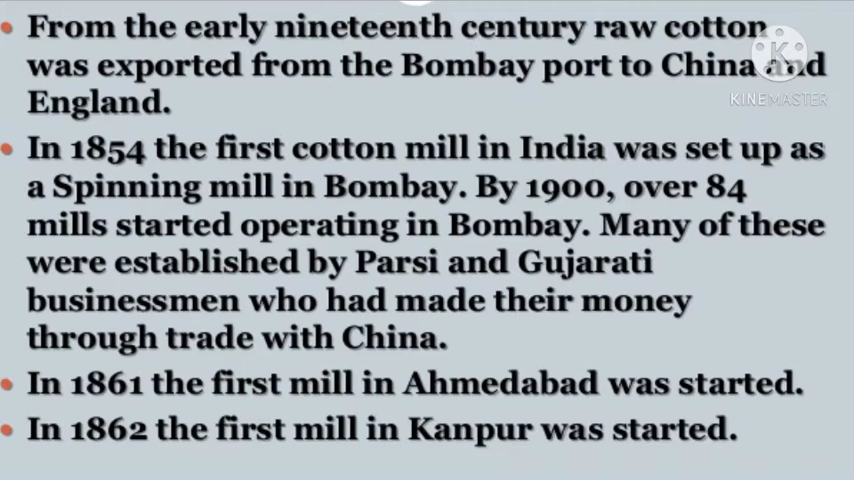 From the early nineteenth century raw cotton
was exported from the Bombay port to China and
England.
KINEMASTER
In 1854 the first cotton mill in India was set up as
a Spinning mill in Bombay. By 1900, over 84
mills started operating in Bombay. Many of these
were established by Parsi and Gujarati
businessmen who had made their money
through trade with China.
In 1861 the first mill in Ahmedabad was started.
In 1862 the first mill in Kanpur was started.